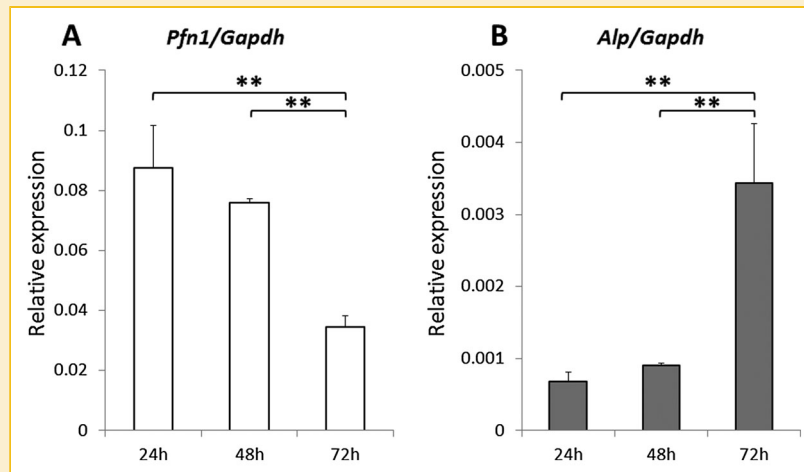 A
Pfn1/Gapdh
Relative expression
0.12
0.1
0.08
0.06
0.04
0.02
0
**
**
24h 48h 72h
B
Alp/Gapdh
Relative expression
0.005
0.004
0.003
0.002
0.001
0
**
**
24h 48h 72h